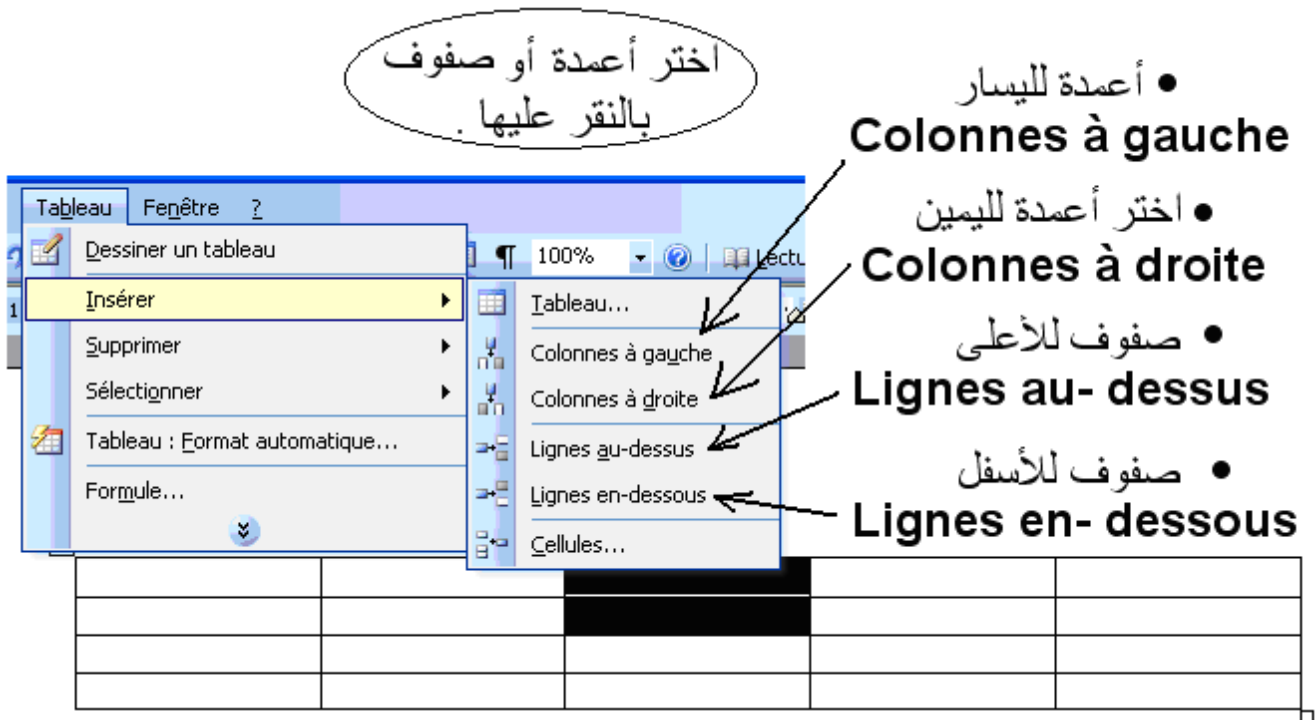 اختر أعمدة أو صفوف
بالنقر عليها .
• أعمدة لليسار
Colonnes à gauche
• اختر أعمدة لليمين
Colonnes à droite
• صفوف للأعلى
Lignes au- dessus
• صفوف للأسفل
Lignes en- dessous
Tableau Fenêtre ?
Dessiner un tableau
100%
Insérer
Supprimer
Sélectionner
Tableau : Format automatique...
Formule...
Tableau...
Colonnes à gauche
Colonnes à droite
Lignes au-dessus
Lignes en-dessous
Cellules...